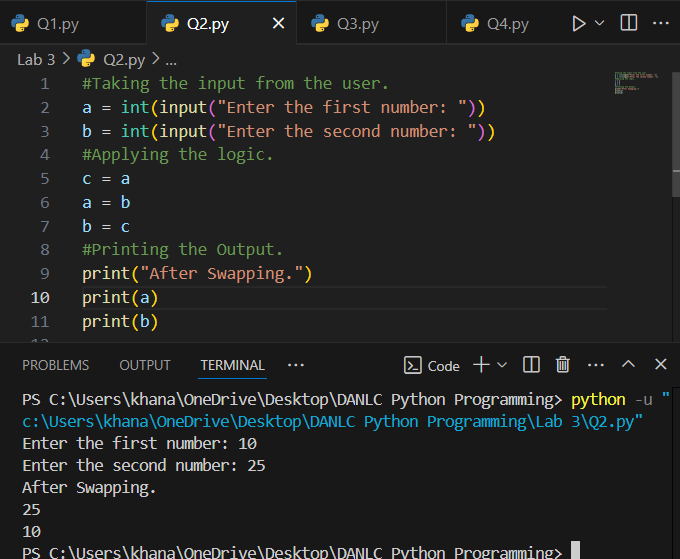 Q1.py Q2.py Q3.py Q4.py
Lab 3 > Q2.py > ...
1 #Taking the input from the user.
2 a = int(input("Enter the first number: "))
3 b = int(input("Enter the second number: "))
4 #Applying the logic.
5 c = a
6 a = b
7 b = c
8 #Printing the Output.
9 print("After Swapping.")
10 print(a)
11 print(b)
PROBLEMS OUTPUT TERMINAL ... Code
PS C:\Users\khana\OneDrive\Desktop\DANLC Python Programming> python -u "
c:\Users\khana\OneDrive\Desktop\DANLC Python Programming\Lab 3\Q2.py"
Enter the first number: 10
Enter the second number: 25
After Swapping.
25
10
PS C:\Users\khana\OneDrive\Desktop\DANLC Python Programming>